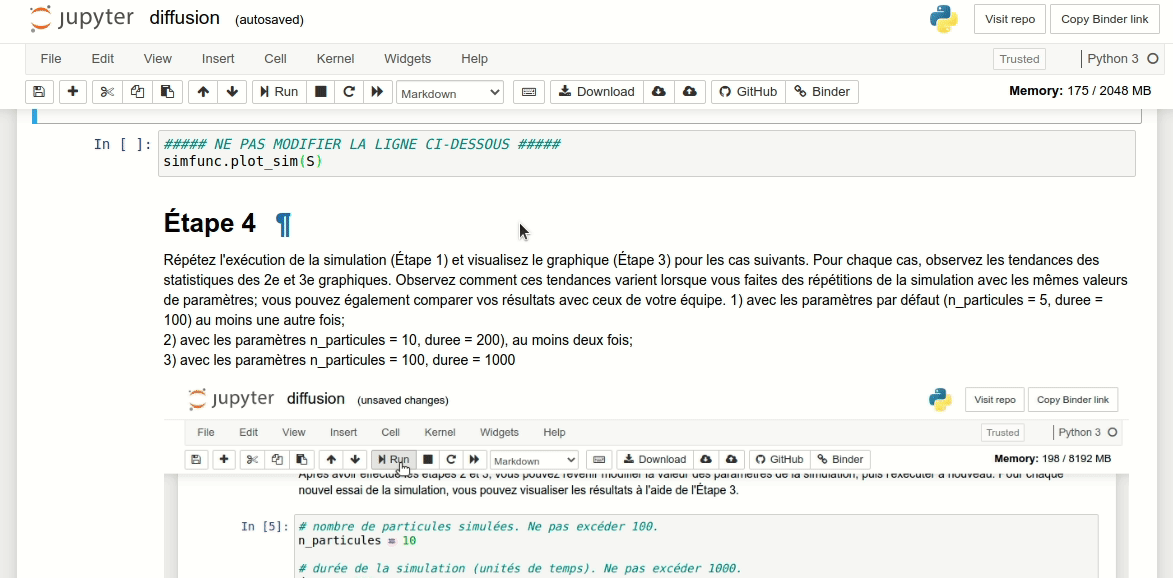 jupyter diffusion (autosaved) Visit repo Copy Binder link
File Edit View Insert Cell Kernel Widgets Help Trusted Python 3
Run Markdown Download GitHub Binder Memory: 175 / 2048 MB
In [ ]: ##### NE PAS MODIFIER LA LIGNE CI-DESSOUS #####
simfunc.plot_sim(S)
Étape 4 ¶
Répétez l'exécution de la simulation (Étape 1) et visualisez le graphique (Étape 3) pour les cas suivants. Pour chaque cas, observez les tendances des
statistiques des 2e et 3e graphiques. Observez comment ces tendances varient lorsque vous faites des répétitions de la simulation avec les mêmes valeurs
de paramètres; vous pouvez également comparer vos résultats avec ceux de votre équipe. 1) avec les paramètres par défaut (n_particules = 5, duree =
100) au moins une autre fois;
2) avec les paramètres n_particules = 10, duree = 200), au moins deux fois;
3) avec les paramètres n_particules = 100, duree = 1000
jupyter diffusion (unsaved changes) Visit repo Copy Binder link
File Edit View Insert Cell Kernel Widgets Help Trusted Python 3
Run Markdown Download GitHub Binder Memory: 198 / 8192 MB
Après avoir effectué les étapes 2 et 3, vous pouvez revenir modifier la valeur des paramètres de la simulation, puis l'exécuter à nouveau. Pour chaque
nouvel essai de la simulation, vous pouvez visualiser les résultats à l'aide de l'Étape 3.
In [5]: # nombre de particules simulées. Ne pas excéder 100.
n_particules = 10
# durée de la simulation (unités de temps). Ne pas excéder 1000.